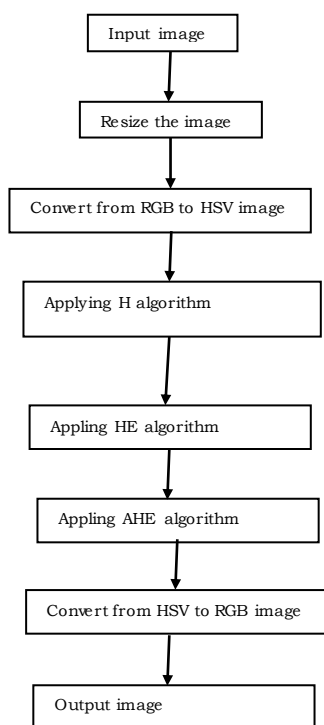 Input image
Resize the image
Convert from RGB to HSV image
Applying H algorithm
Appling HE algorithm
Appling AHE algorithm
Convert from HSV to RGB image
Output image